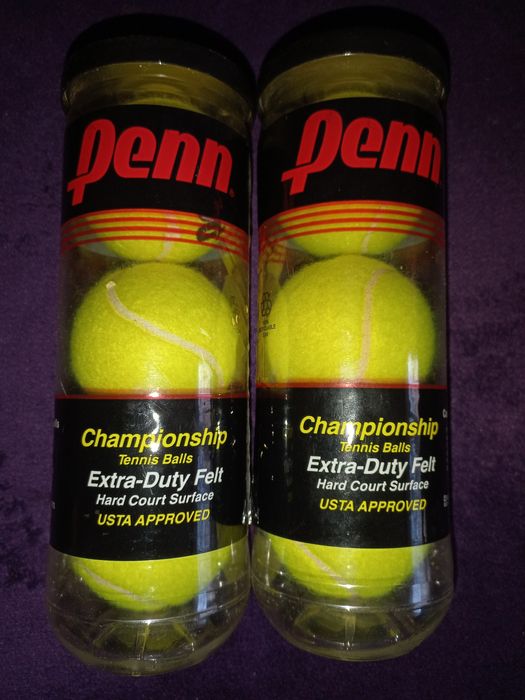 Penn
Championship
Tennis Balls
Extra-Duty Felt
Hard Court Surface
USTA APPROVED
Penn
Championship
Tennis Balls
Extra-Duty Felt
Hard Court Surface
USTA APPROVED